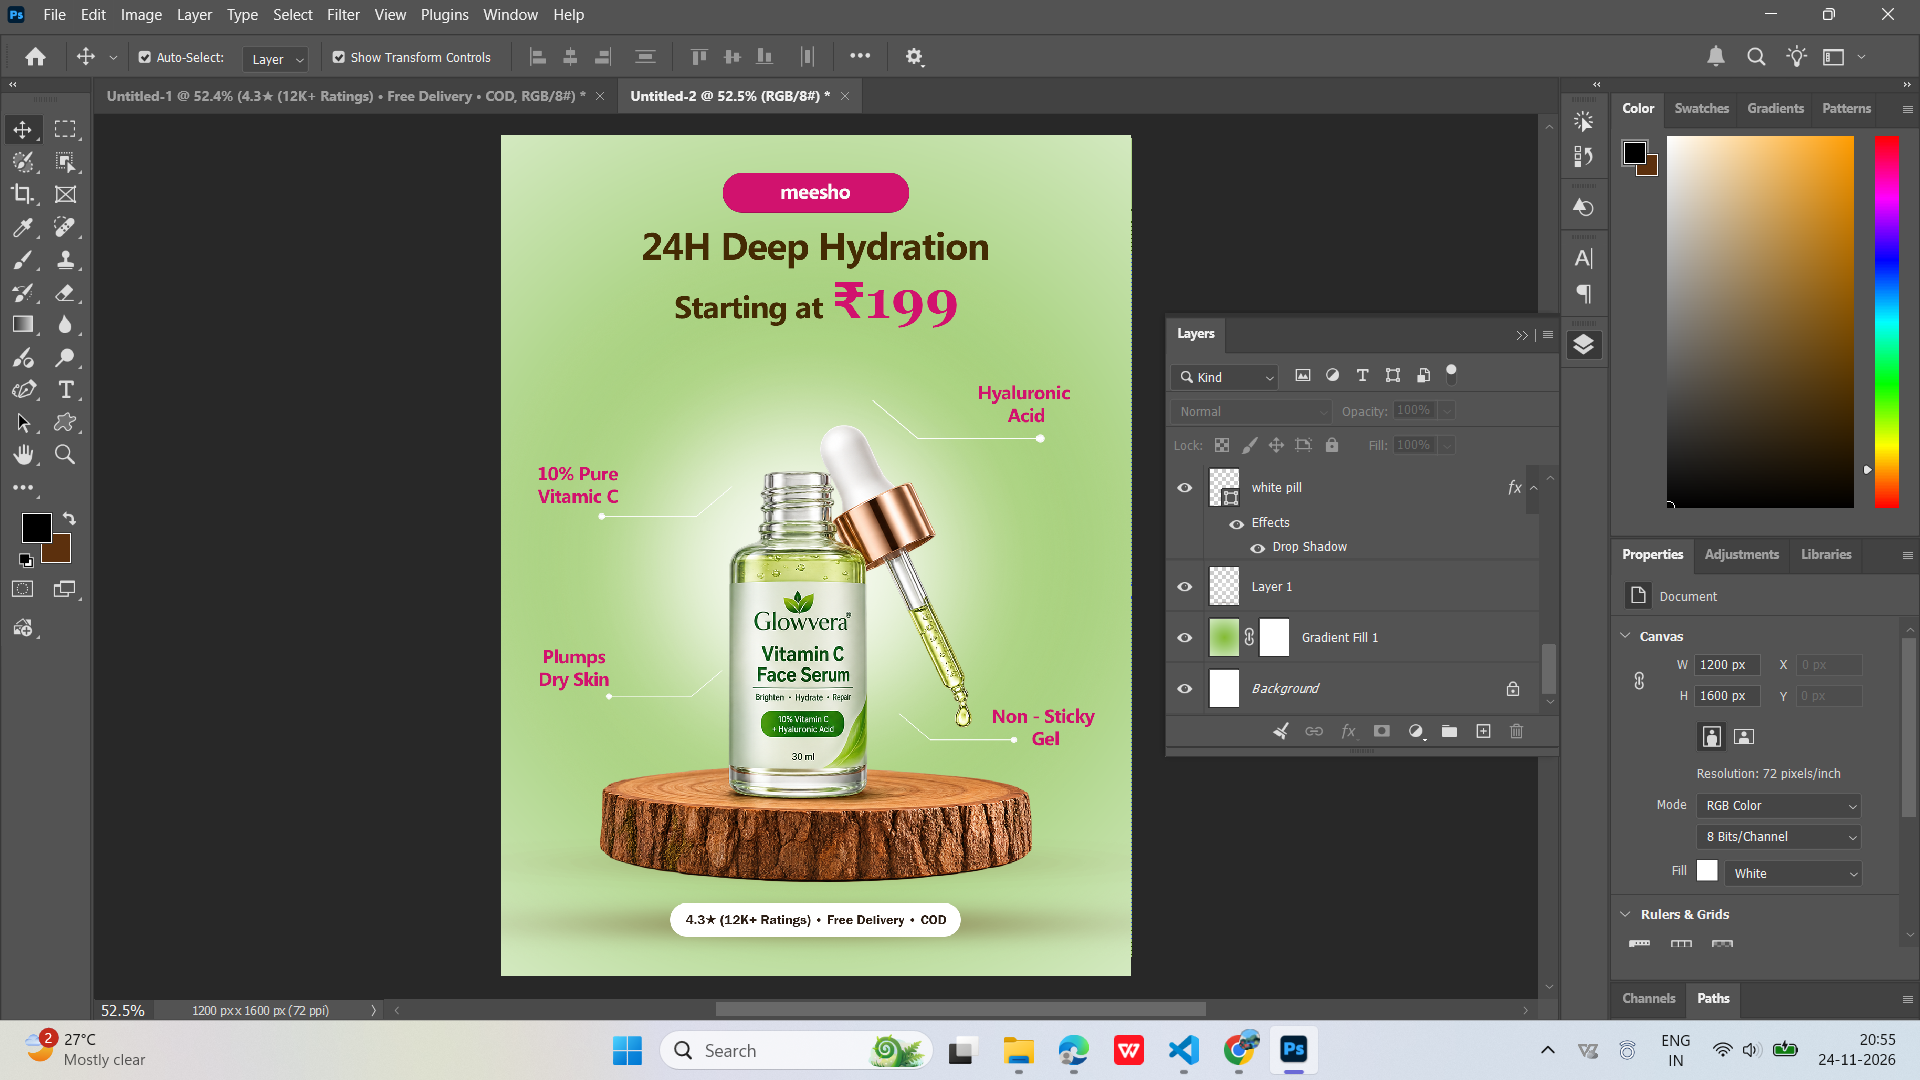 Ps File Edit Image Layer Type Select Filter View Plugins Window Help
Auto-Select: Layer Show Transform Controls
Untitled-1 @ 52.4% (4.3★ (12K+ Ratings) • Free Delivery • COD, RGB/8#) *
Untitled-2 @ 52.5% (RGB/8#) *
meesho
24H Deep Hydration
Starting at ₹199
Hyaluronic
Acid
10% Pure
Vitamic C
Plumps
Dry Skin
Non - Sticky
Gel
Glowvera®
Vitamin C
Face Serum
Brighten • Hydrate • Repair
10% Vitamin C
+ Hyaluronic Acid
30 ml
4.3★ (12K+ Ratings) • Free Delivery • COD
Layers
Kind
Normal Opacity: 100%
Lock: Fill: 100%
white pill fx
Effects
Drop Shadow
Layer 1
Gradient Fill 1
Background
fx
Color Swatches Gradients Patterns
Properties Adjustments Libraries
Document
Canvas
W 1200 px X 0 px
H 1600 px Y 0 px
Resolution: 72 pixels/inch
Mode RGB Color
8 Bits/Channel
Fill White
Rulers & Grids
Channels Paths
52.5% 1200 px x 1600 px (72 ppi)
2
27°C
Mostly clear
Search
W
Ps
ENG
IN
20:55
24-11-2026